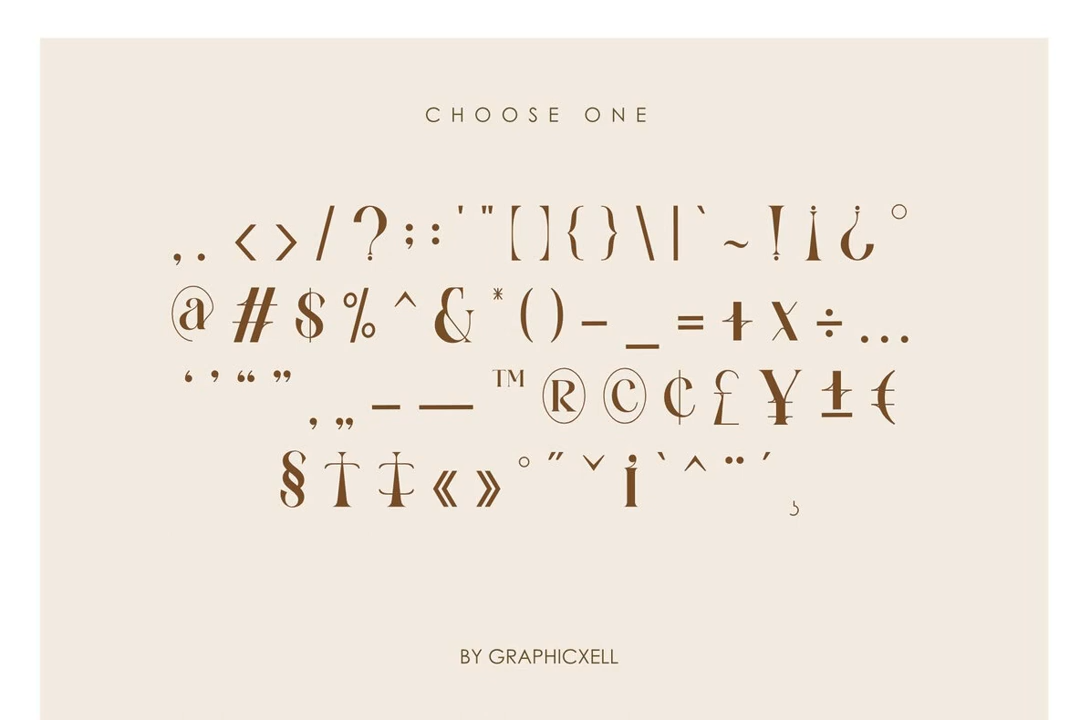 CHOOSE ONE
, . < > / ? ; : ' " [ ] { } \ | ` ~ ! ¡ ¿ °
@ # $ % ^ & * ( ) - _ = + × ÷ …
‘ ’ “ ” ‚ „ – — ™ ® © ¢ £ ¥ ± €
§ † ‡ « » ˚ ˝ ˇ i ` ^ ¨ ´ ¸
BY GRAPHICXELL